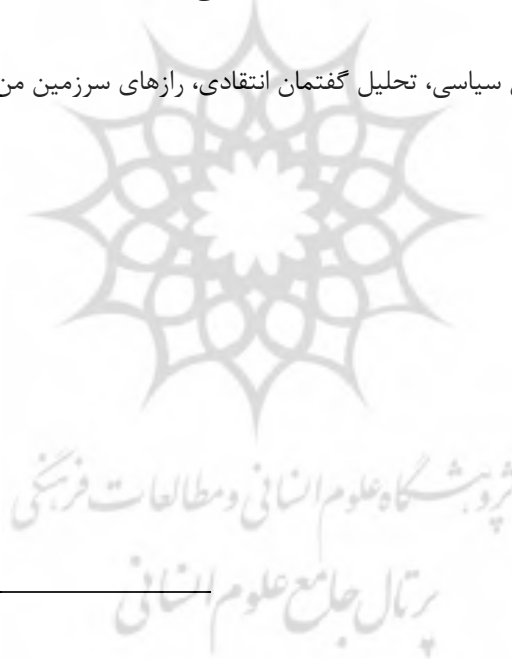 سیاسی، تحلیل گفتمان انتقادی، رازهای سرزمین من
پژوهشگاه علوم انسانی و مطالعات فرهنگی
پرتال جامع علوم انسانی